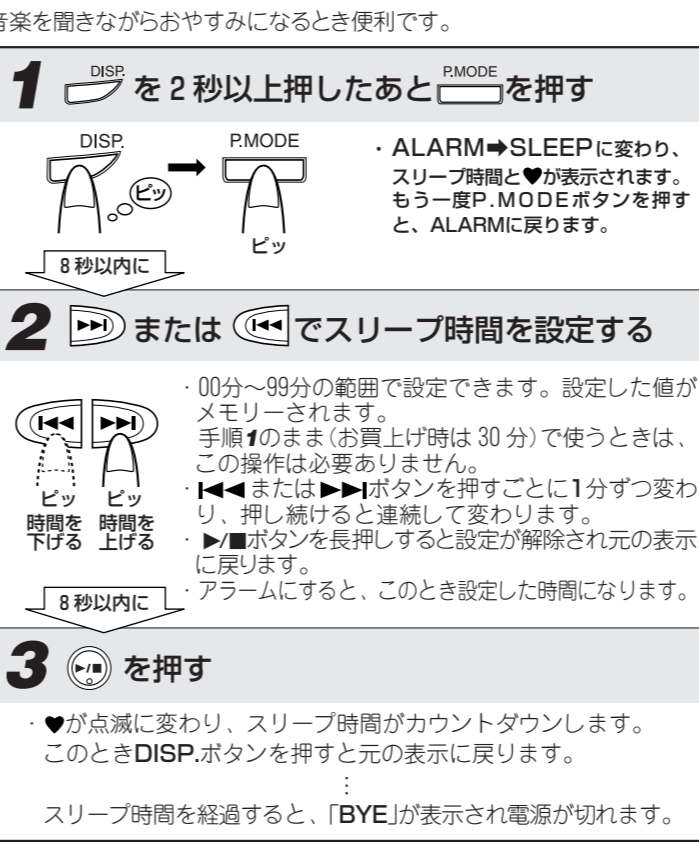 音楽を聞きながらおやすみになるとき便利です。
1 DISP. を2秒以上押したあと P.MODE を押す
DISP. ➡ P.MODE
ピッ
ピッ
・ALARM➡SLEEPに変わり、
スリープ時間と♥が表示されます。
もう一度P.MODEボタンを押す
と、ALARMに戻ります。
8秒以内に
2 ▶▶| または |◀◀ でスリープ時間を設定する
|◀◀ ▶▶|
ピッ ピッ
時間を 時間を
下げる 上げる
・00分〜99分の範囲で設定できます。設定した値が
メモリーされます。
手順1のまま(お買上げ時は30分)で使うときは、
この操作は必要ありません。
・|◀◀または▶▶|ボタンを押すごとに1分ずつ変わ
り、押し続けると連続して変わります。
・▶/■ボタンを長押しすると設定が解除され元の表示
に戻ります。
・アラームにすると、このとき設定した時間になります。
8秒以内に
3 ▶/■ を押す
・♥が点滅に変わり、スリープ時間がカウントダウンします。
このときDISP.ボタンを押すと元の表示に戻ります。
⋮
スリープ時間を経過すると、「BYE」が表示され電源が切れます。